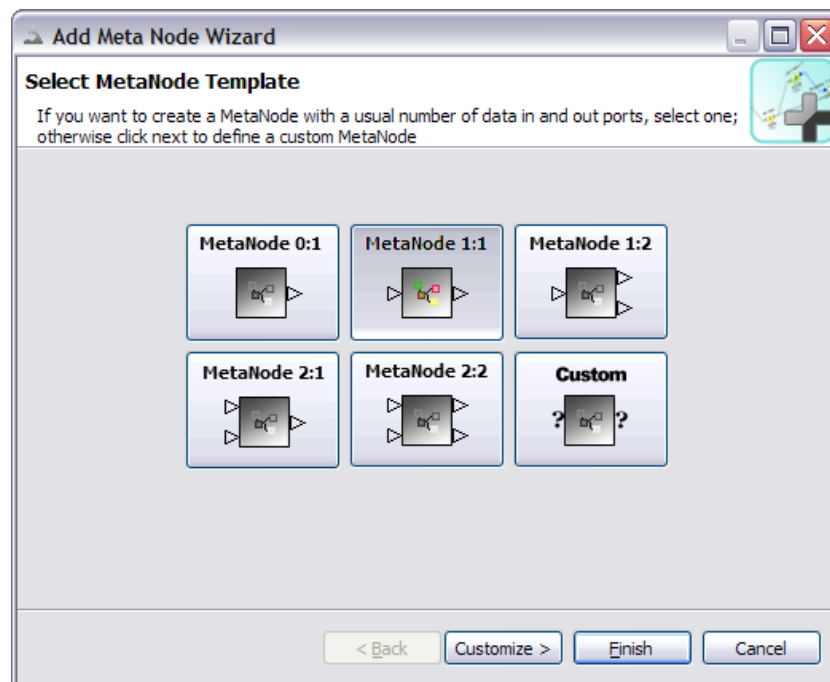 Add Meta Node Wizard
Select MetaNode Template
If you want to create a MetaNode with a usual number of data in and out ports, select one;
otherwise click next to define a custom MetaNode
MetaNode 0:1 MetaNode 1:1 MetaNode 1:2
MetaNode 2:1 MetaNode 2:2 Custom
? ?
< Back Customize > Finish Cancel